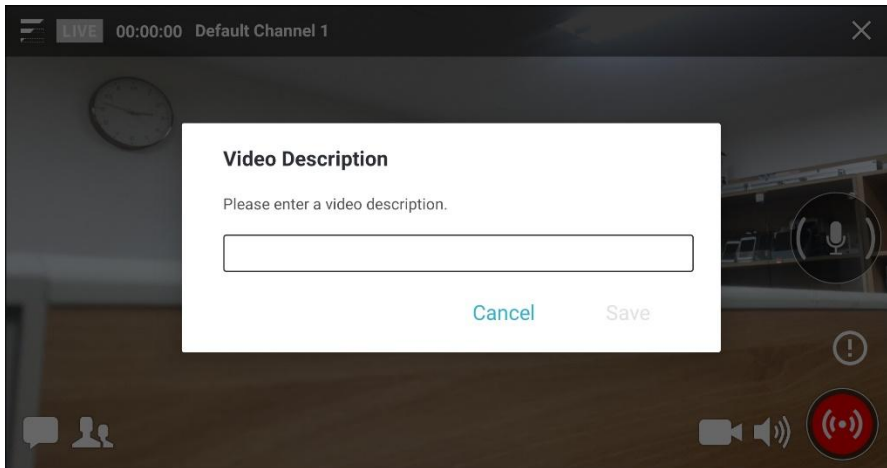 LIVE 00:00:00 Default Channel 1
Video Description
Please enter a video description.
Cancel Save